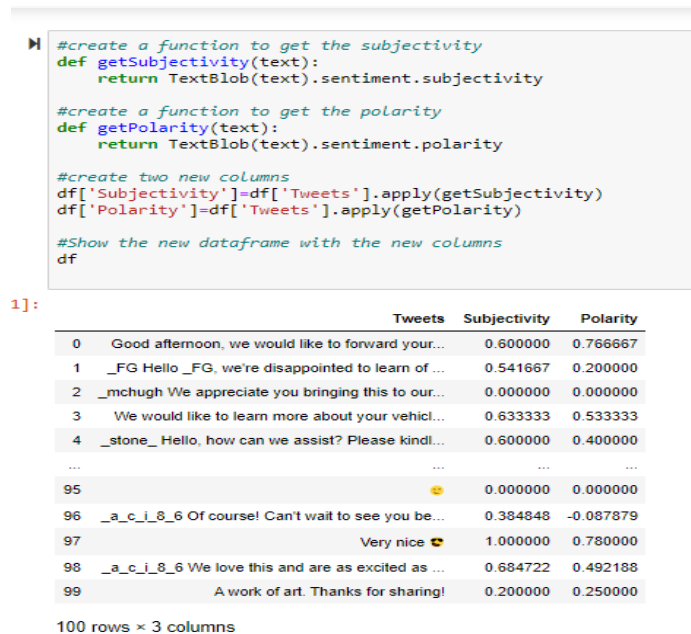 #create a function to get the subjectivity
def getSubjectivity(text):
    return TextBlob(text).sentiment.subjectivity
#create a function to get the polarity
def getPolarity(text):
    return TextBlob(text).sentiment.polarity
#create two new columns
df['Subjectivity']=df['Tweets'].apply(getSubjectivity)
df['Polarity']=df['Tweets'].apply(getPolarity)
#Show the new dataframe with the new columns
df
1]:
Tweets Subjectivity Polarity
0 Good afternoon, we would like to forward your... 0.600000 0.766667
1 _FG Hello _FG, we're disappointed to learn of ... 0.541667 0.200000
2 _mchugh We appreciate you bringing this to our... 0.000000 0.000000
3 We would like to learn more about your vehicl... 0.633333 0.533333
4 _stone_ Hello, how can we assist? Please kindl... 0.600000 0.400000
... ... ... ...
95 0.000000 0.000000
96 _a_c_i_8_6 Of course! Can't wait to see you be... 0.384848 -0.087879
97 Very nice 😎 1.000000 0.780000
98 _a_c_i_8_6 We love this and are as excited as ... 0.684722 0.492188
99 A work of art. Thanks for sharing! 0.200000 0.250000
100 rows × 3 columns